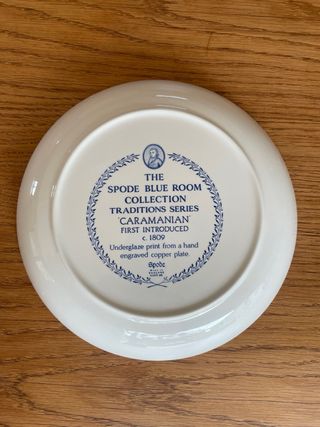 THE
SPODE BLUE ROOM
COLLECTION
TRADITIONS SERIES
'CARAMANIAN'
FIRST INTRODUCED
c. 1809
Underglaze print from a hand
engraved copper plate.
Spode